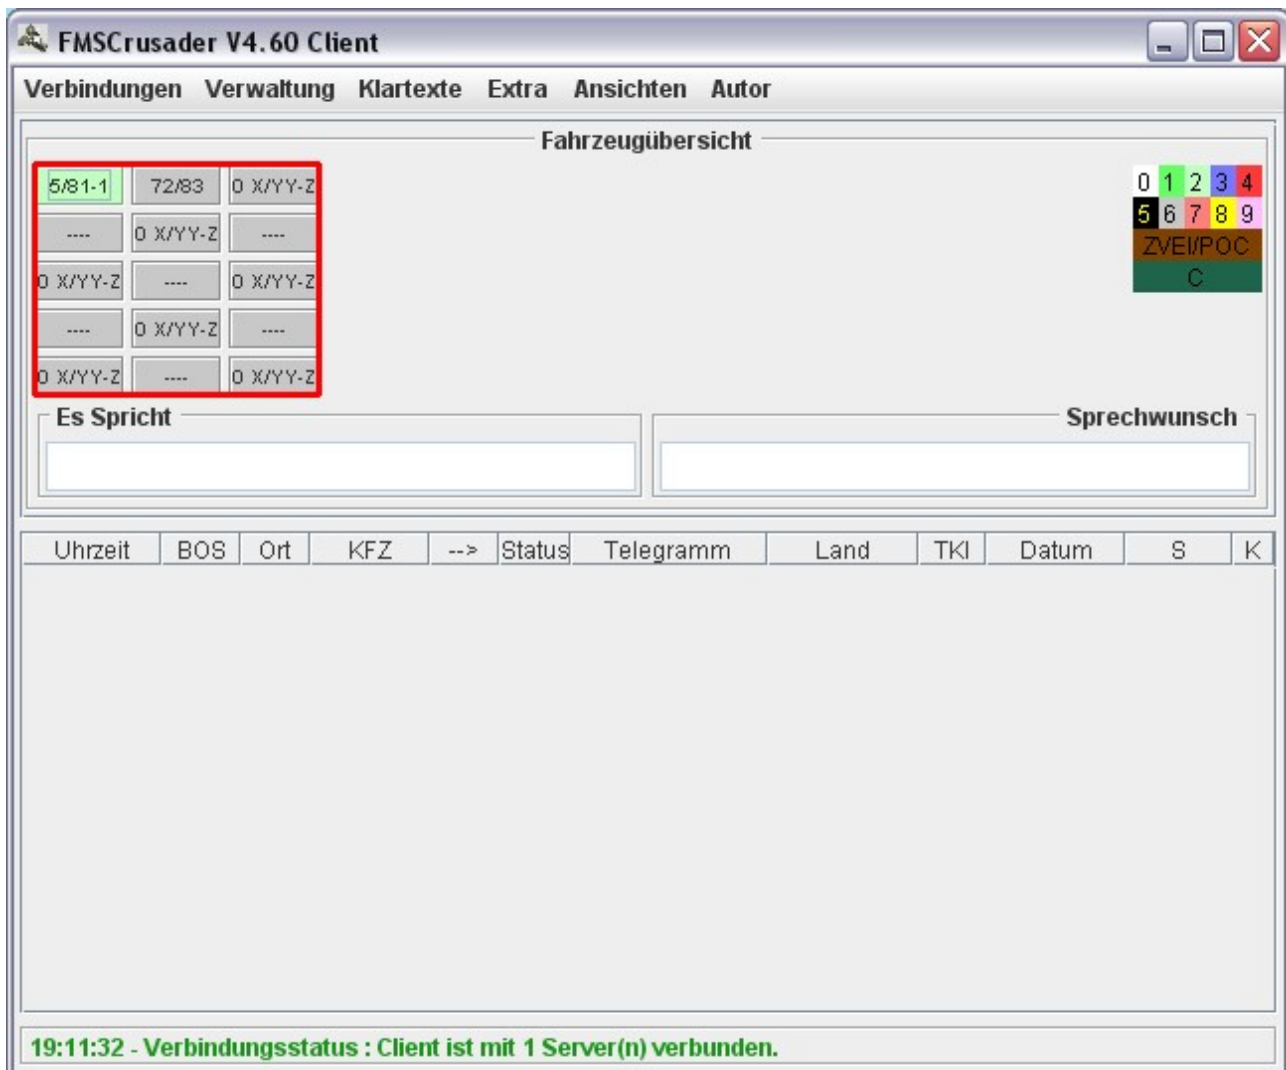 FMSCrusader V4.60 Client
Verbindungen Verwaltung Klartexte Extra Ansichten Autor
Fahrzeugübersicht
5/81-1 72/83 0 X/YY-Z
---- 0 X/YY-Z ----
0 X/YY-Z ---- 0 X/YY-Z
---- 0 X/YY-Z ----
0 X/YY-Z ---- 0 X/YY-Z
0 1 2 3 4
5 6 7 8 9
ZVEI/POC
C
Es Spricht Sprechwunsch
Uhrzeit BOS Ort KFZ --> Status Telegramm Land TKI Datum S K
19:11:32 - Verbindungsstatus : Client ist mit 1 Server(n) verbunden.